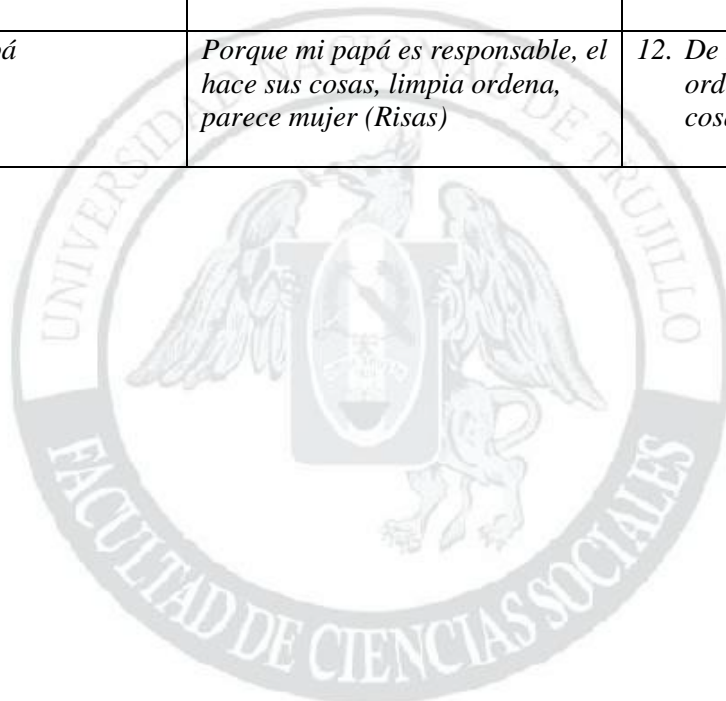 Porque mi papá es responsable, el
hace sus cosas, limpia ordena,
parece mujer (Risas)
12. De
UNIVERSIDAD NACIONAL DE TRUJILLO
FACULTAD DE CIENCIAS SOCIALES